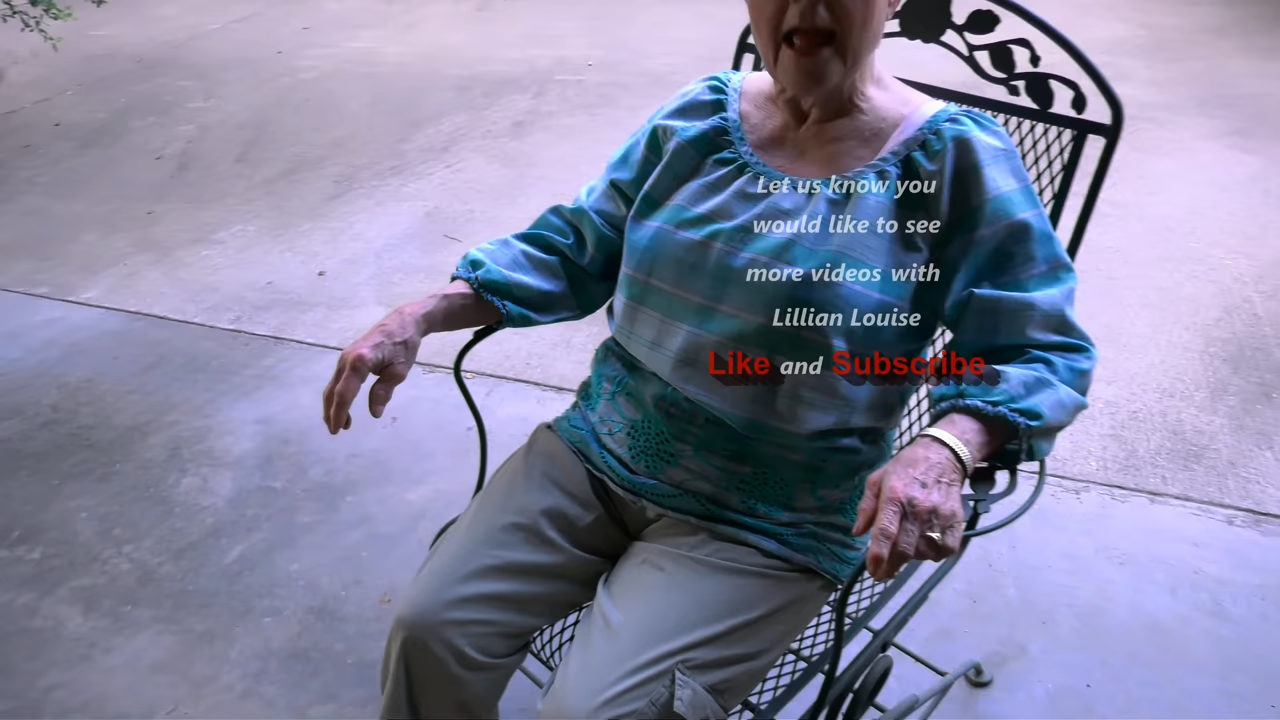 Let us know you
would like to see
more videos with
Lillian Louise
Like and Subscribe